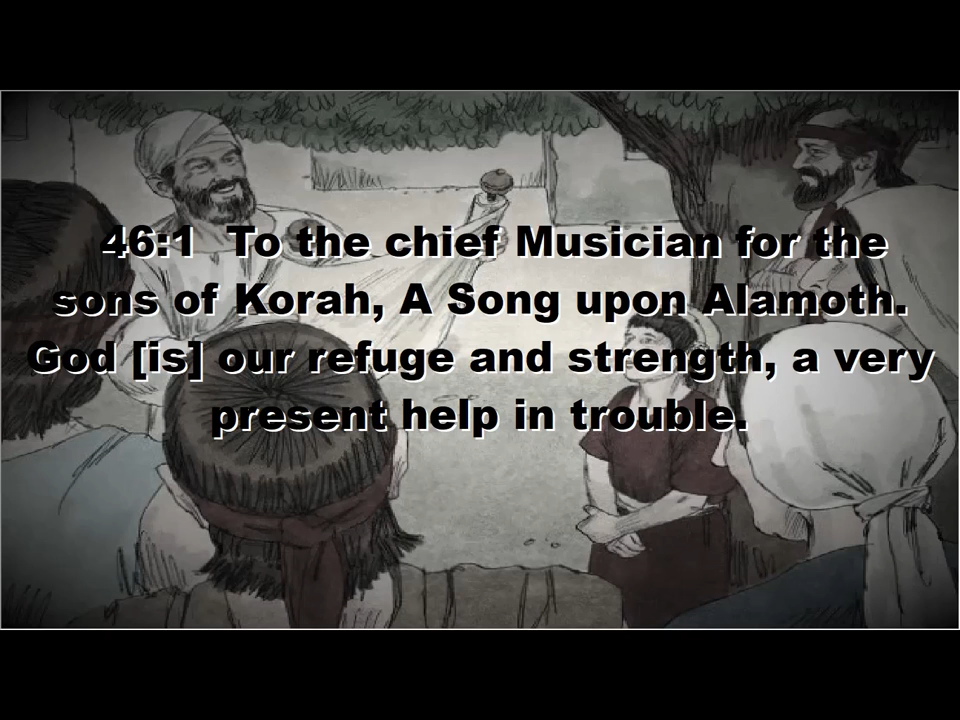 46:1 To the chief Musician for the
sons of Korah, A Song upon Alamoth.
God [is] our refuge and strength, a very
present help in trouble.